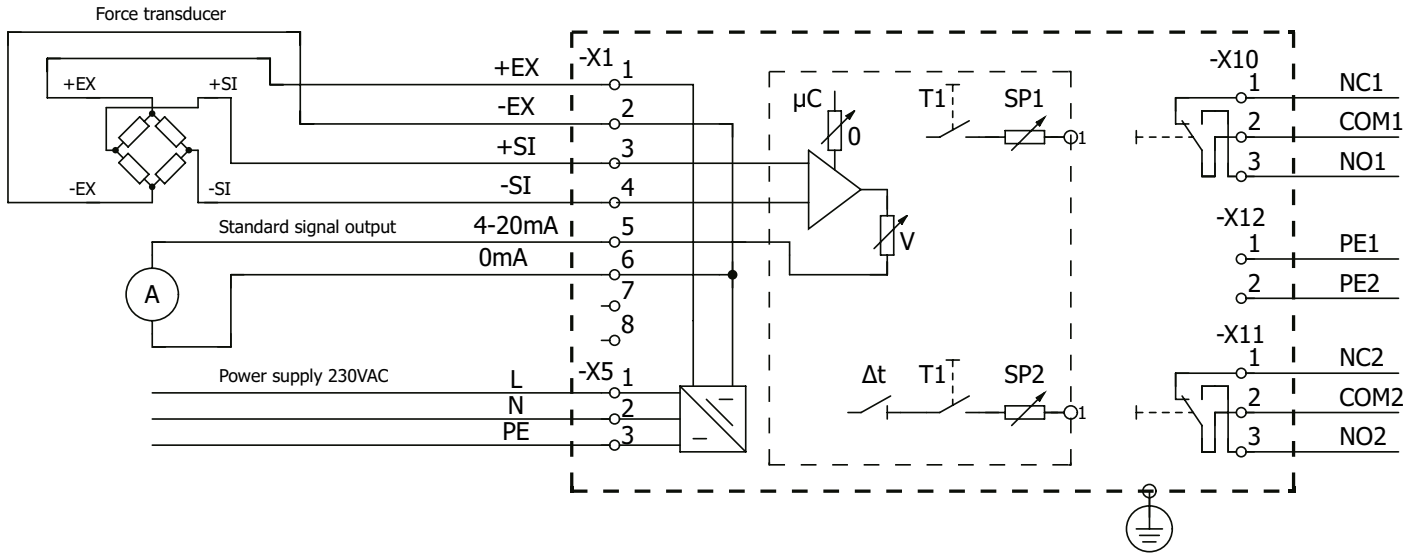 Force transducer
+EX
+SI
-EX
-SI
+EX
-EX
+SI
-SI
4-20mA
0mA
Standard signal output
A
Power supply 230VAC
L
N
PE
-X1
1
2
3
4
5
6
7
8
-X5
1
2
3
µC
0
V
T1
SP1
1
Δt
T1
SP2
1
-X10
1
NC1
2
COM1
3
NO1
-X12
1
PE1
2
PE2
-X11
1
NC2
2
COM2
3
NO2